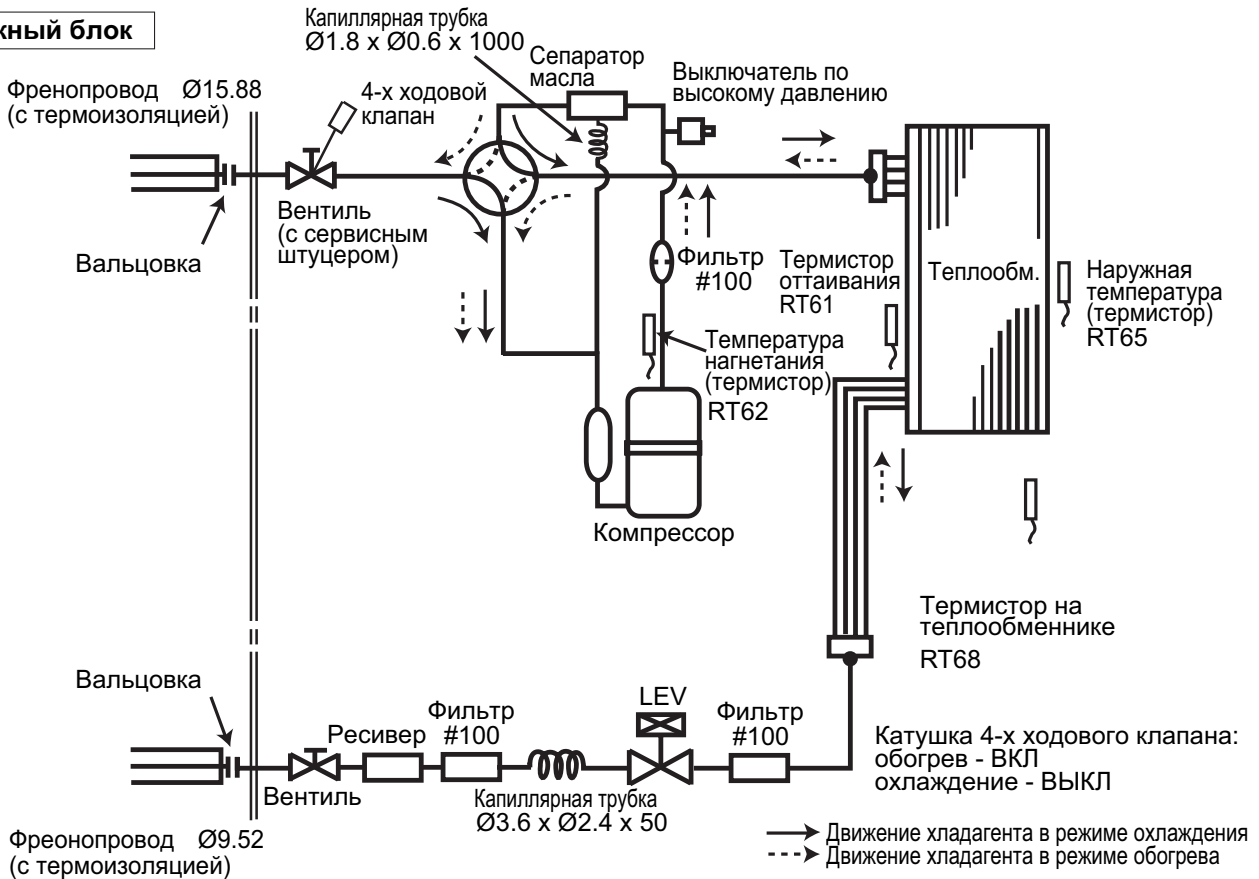 жный блок
Капиллярная трубка
Ø1.8 x Ø0.6 x 1000
Сепаратор
масла
Выключатель по
высокому давлению
Френопровод Ø15.88
(с термоизоляцией)
4-х ходовой
клапан
Вентиль
(с сервисным
штуцером)
Вальцовка
Фильтр
#100
Термистор
оттаивания
RT61
Теплообм.
Наружная
температура
(термистор)
RT65
Температура
нагнетания
(термистор)
RT62
Компрессор
Термистор на
теплообменнике
RT68
Вальцовка
Вентиль
Ресивер
Фильтр
#100
Капиллярная трубка
Ø3.6 x Ø2.4 x 50
LEV
Фильтр
#100
Катушка 4-х ходового клапана:
обогрев - ВКЛ
охлаждение - ВЫКЛ
Фреонопровод Ø9.52
(с термоизоляцией)
Движение хладагента в режиме охлаждения
Движение хладагента в режиме обогрева